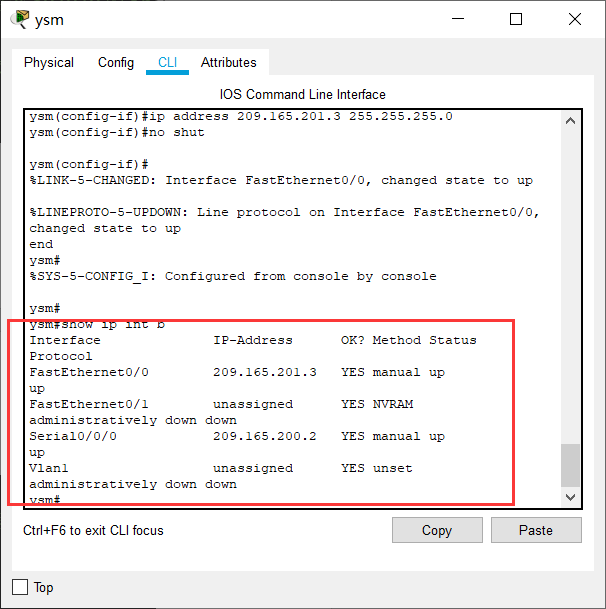 ysm
Physical Config CLI Attributes
IOS Command Line Interface
ysm(config-if)#ip address 209.165.201.3 255.255.255.0
ysm(config-if)#no shut
ysm(config-if)#
%LINK-5-CHANGED: Interface FastEthernet0/0, changed state to up
%LINEPROTO-5-UPDOWN: Line protocol on Interface FastEthernet0/0,
changed state to up
end
ysm#
%SYS-5-CONFIG_I: Configured from console by console
ysm#
ysm#show ip int b
Interface IP-Address OK? Method Status
Protocol
FastEthernet0/0 209.165.201.3 YES manual up
up
FastEthernet0/1 unassigned YES NVRAM
administratively down down
Serial0/0/0 209.165.200.2 YES manual up
up
Vlan1 unassigned YES unset
administratively down down
ysm#
Ctrl+F6 to exit CLI focus Copy Paste
Top